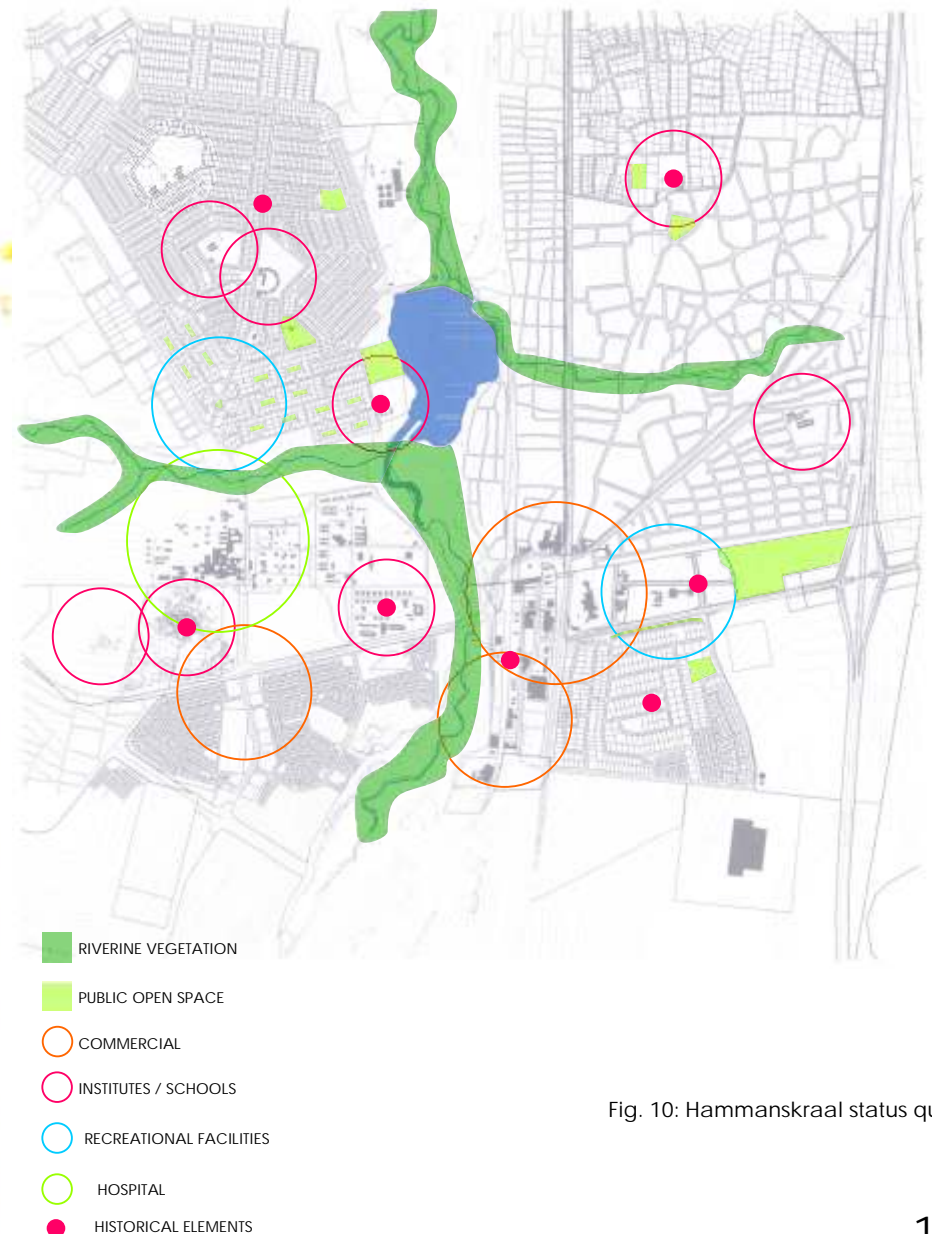 RIVERINE VEGETATION
PUBLIC OPEN SPACE
COMMERCIAL
INSTITUTES / SCHOOLS
RECREATIONAL FACILITIES
HOSPITAL
HISTORICAL ELEMENTS
Fig. 10: Hammanskraal status qu
1